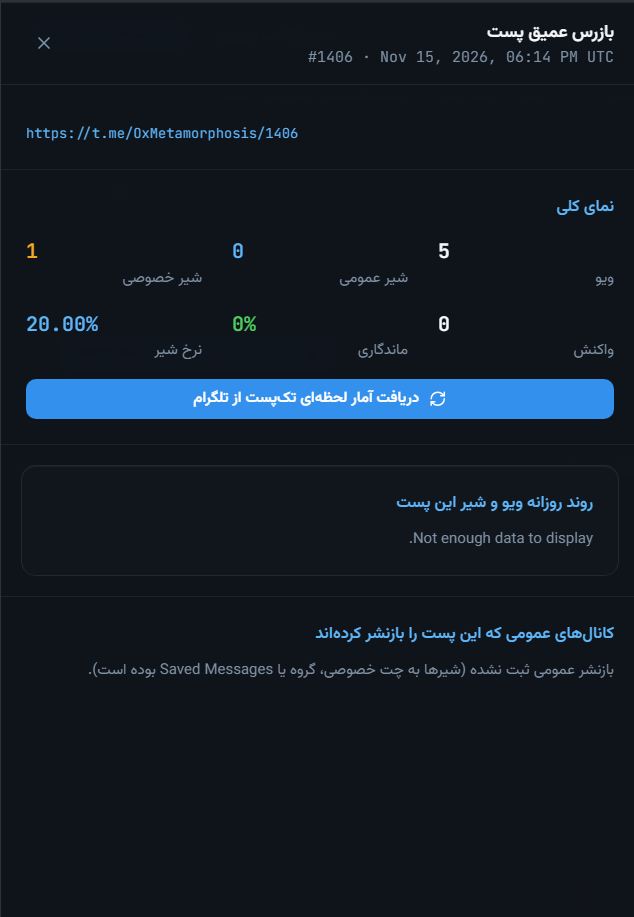 بازرس عمیق پست
#1406 · Nov 15, 2026, 06:14 PM UTC
https://t.me/0xMetamorphosis/1406
نمای کلی
5
0
1
ویو
شیر عمومی
شیر خصوصی
0
0%
20.00%
واکنش
ماندگاری
نرخ شیر
دریافت آمار لحظه‌ای تک‌پست از تلگرام
روند روزانه ویو و شیر این پست
Not enough data to display.
کانال‌های عمومی که این پست را بازنشر کرده‌اند
بازنشر عمومی ثبت نشده (شیرها به چت خصوصی، گروه یا Saved Messages بوده است).